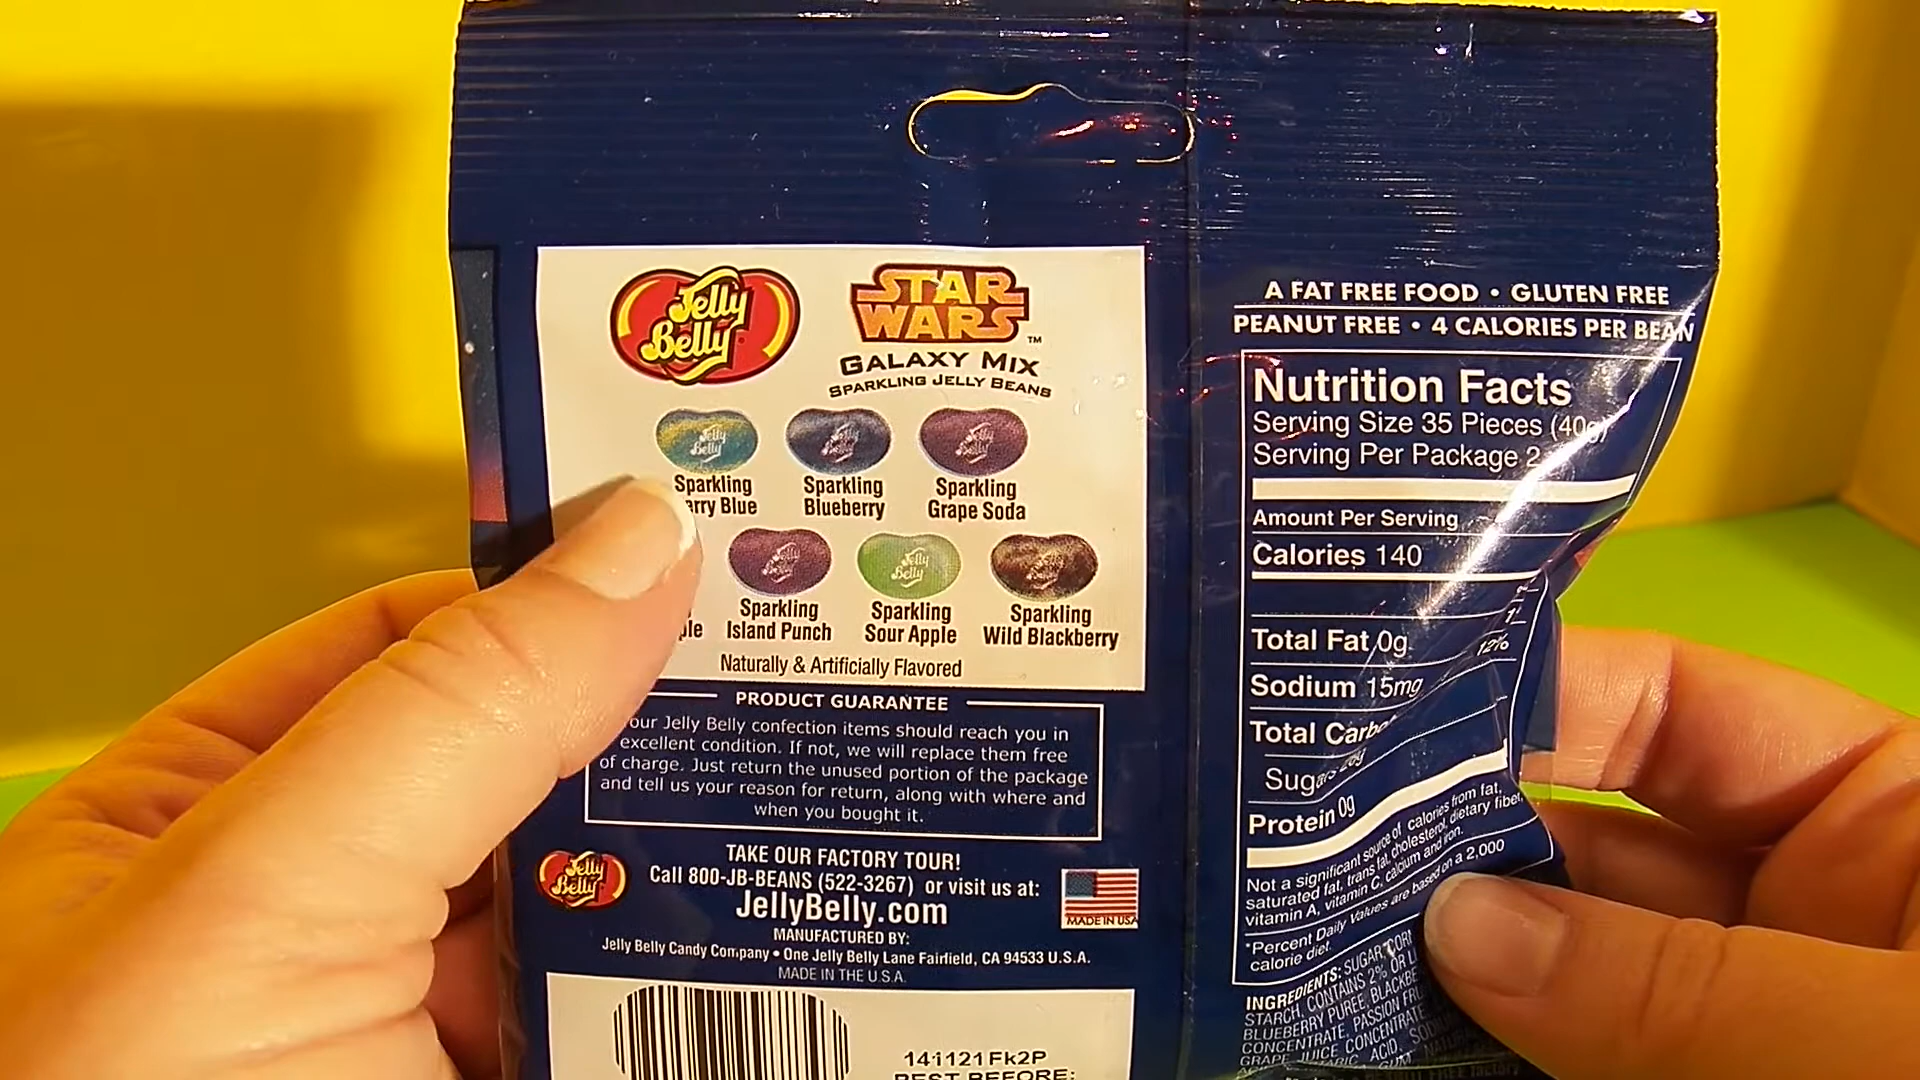 Jelly Belly
STAR WARS™
GALAXY MIX
SPARKLING JELLY BEANS
Sparkling
Blue
Sparkling
Blueberry
Sparkling
Grape Soda
Sparkling
Island Punch
Sparkling
Sour Apple
Sparkling
Wild Blackberry
Naturally & Artificially Flavored
PRODUCT GUARANTEE
our Jelly Belly confection items should reach you in
excellent condition. If not, we will replace them free
of charge. Just return the unused portion of the package
and tell us your reason for return, along with where and
when you bought it.
TAKE OUR FACTORY TOUR!
Call 800-JB-BEANS (522-3267) or visit us at:
JellyBelly.com
Jelly Belly
MADE IN USA
MANUFACTURED BY:
Jelly Belly Candy Company • One Jelly Belly Lane Fairfield, CA 94533 U.S.A.
MADE IN THE U.S.A.
141121Fk2P
BEST BEFORE:
A FAT FREE FOOD • GLUTEN FREE
PEANUT FREE • 4 CALORIES PER BEAN
Nutrition Facts
Serving Size 35 Pieces (40g)
Serving Per Package 2
Amount Per Serving
Calories 140
Total Fat 0g
12%
Sodium 15mg
Total
Sugars
Protein 0g
Not a significant source of calories from fat,
saturated fat, trans fat, cholesterol, dietary fiber,
vitamin A, vitamin C, calcium and iron.
*Percent Daily Values are based on a 2,000
calorie diet.
INGREDIENTS: SUGAR, CORN
STARCH, CONTAINS 2% OR
BLUEBERRY PUREE,
CONCENTRATE, PASSION
GRAPE JUICE CONCENTRATE
ACID,
GUM